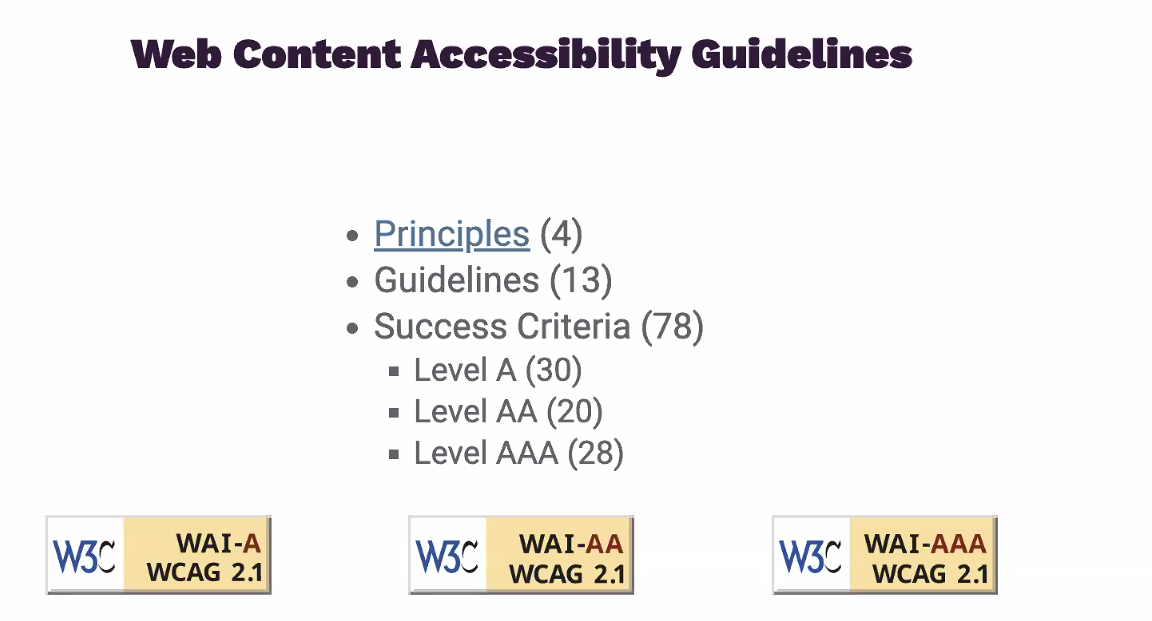 Web Content Accessibility Guidelines
• Principles (4)
• Guidelines (13)
• Success Criteria (78)
▪ Level A (30)
▪ Level AA (20)
▪ Level AAA (28)
W3C WAI-A
WCAG 2.1
W3C WAI-AA
WCAG 2.1
W3C WAI-AAA
WCAG 2.1